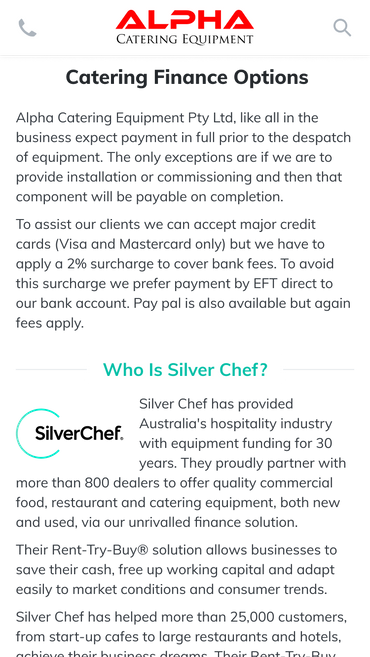 ALPHA
CATERING EQUIPMENT
Catering Finance Options
Alpha Catering Equipment Pty Ltd, like all in the
business expect payment in full prior to the despatch
of equipment. The only exceptions are if we are to
provide installation or commissioning and then that
component will be payable on completion.
To assist our clients we can accept major credit
cards (Visa and Mastercard only) but we have to
apply a 2% surcharge to cover bank fees. To avoid
this surcharge we prefer payment by EFT direct to
our bank account. Pay pal is also available but again
fees apply.
Who Is Silver Chef?
SilverChef.
Silver Chef has provided
Australia's hospitality industry
with equipment funding for 30
years. They proudly partner with
more than 800 dealers to offer quality commercial
food, restaurant and catering equipment, both new
and used, via our unrivalled finance solution.
Their Rent-Try-Buy® solution allows businesses to
save their cash, free up working capital and adapt
easily to market conditions and consumer trends.
Silver Chef has helped more than 25,000 customers,
from start-up cafes to large restaurants and hotels,
achieve their business dreams. Their Rent-Try-Buy